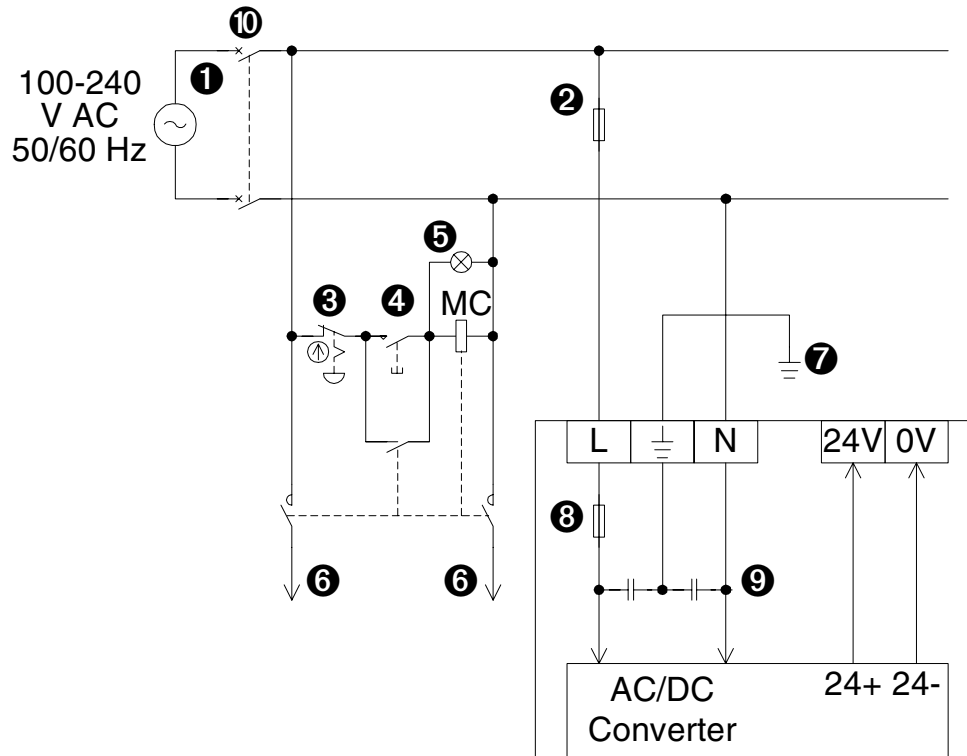 ❿
❶
100-240
V AC
50/60 Hz
❷
❺
❸
❹
MC
❼
L
N
24V
0V
❽
❻
❻
❾
AC/DC
Converter
24+
24-